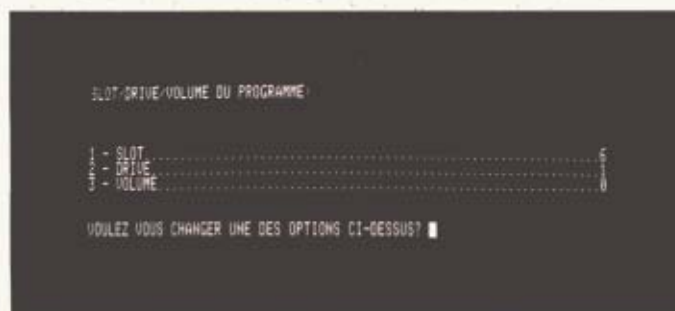 SLOT/DRIVE/VOLUME DU PROGRAMME:
1 - SLOT
2 - DRIVE
3 - VOLUME
VOULEZ VOUS CHANGER UNE DES OPTIONS CI-DESSUS?